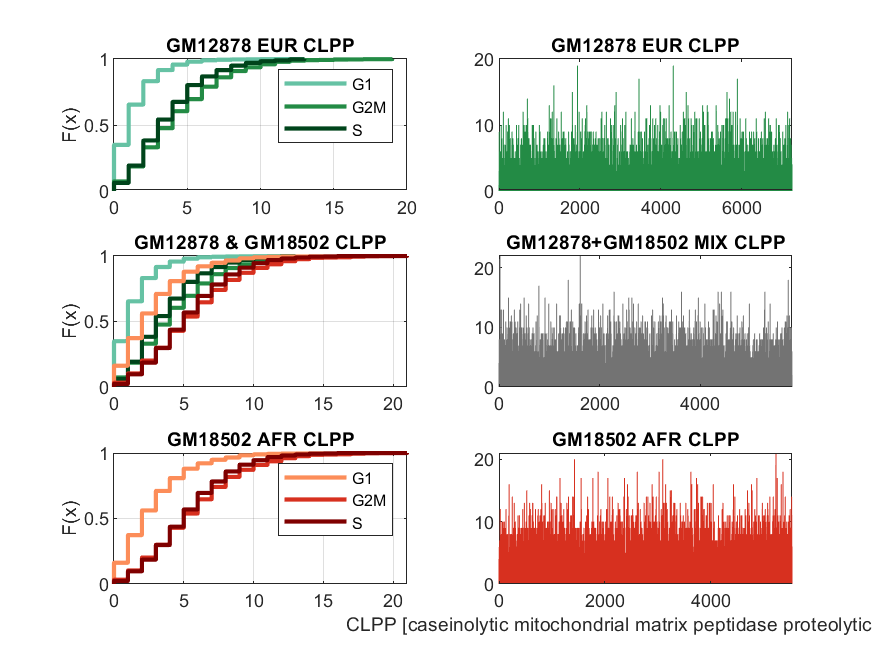 GM12878 EUR CLPP
F(x)
1
0.5
0
0 5 10 15 20
G1
G2M
S
GM12878 EUR CLPP
20
10
0
0 2000 4000 6000
GM12878 & GM18502 CLPP
F(x)
1
0.5
0
0 5 10 15 20
GM12878+GM18502 MIX CLPP
20
10
0
0 2000 4000
GM18502 AFR CLPP
F(x)
1
0.5
0
0 5 10 15 20
G1
G2M
S
GM18502 AFR CLPP
20
10
0
0 2000 4000
CLPP [caseinolytic mitochondrial matrix peptidase proteolytic